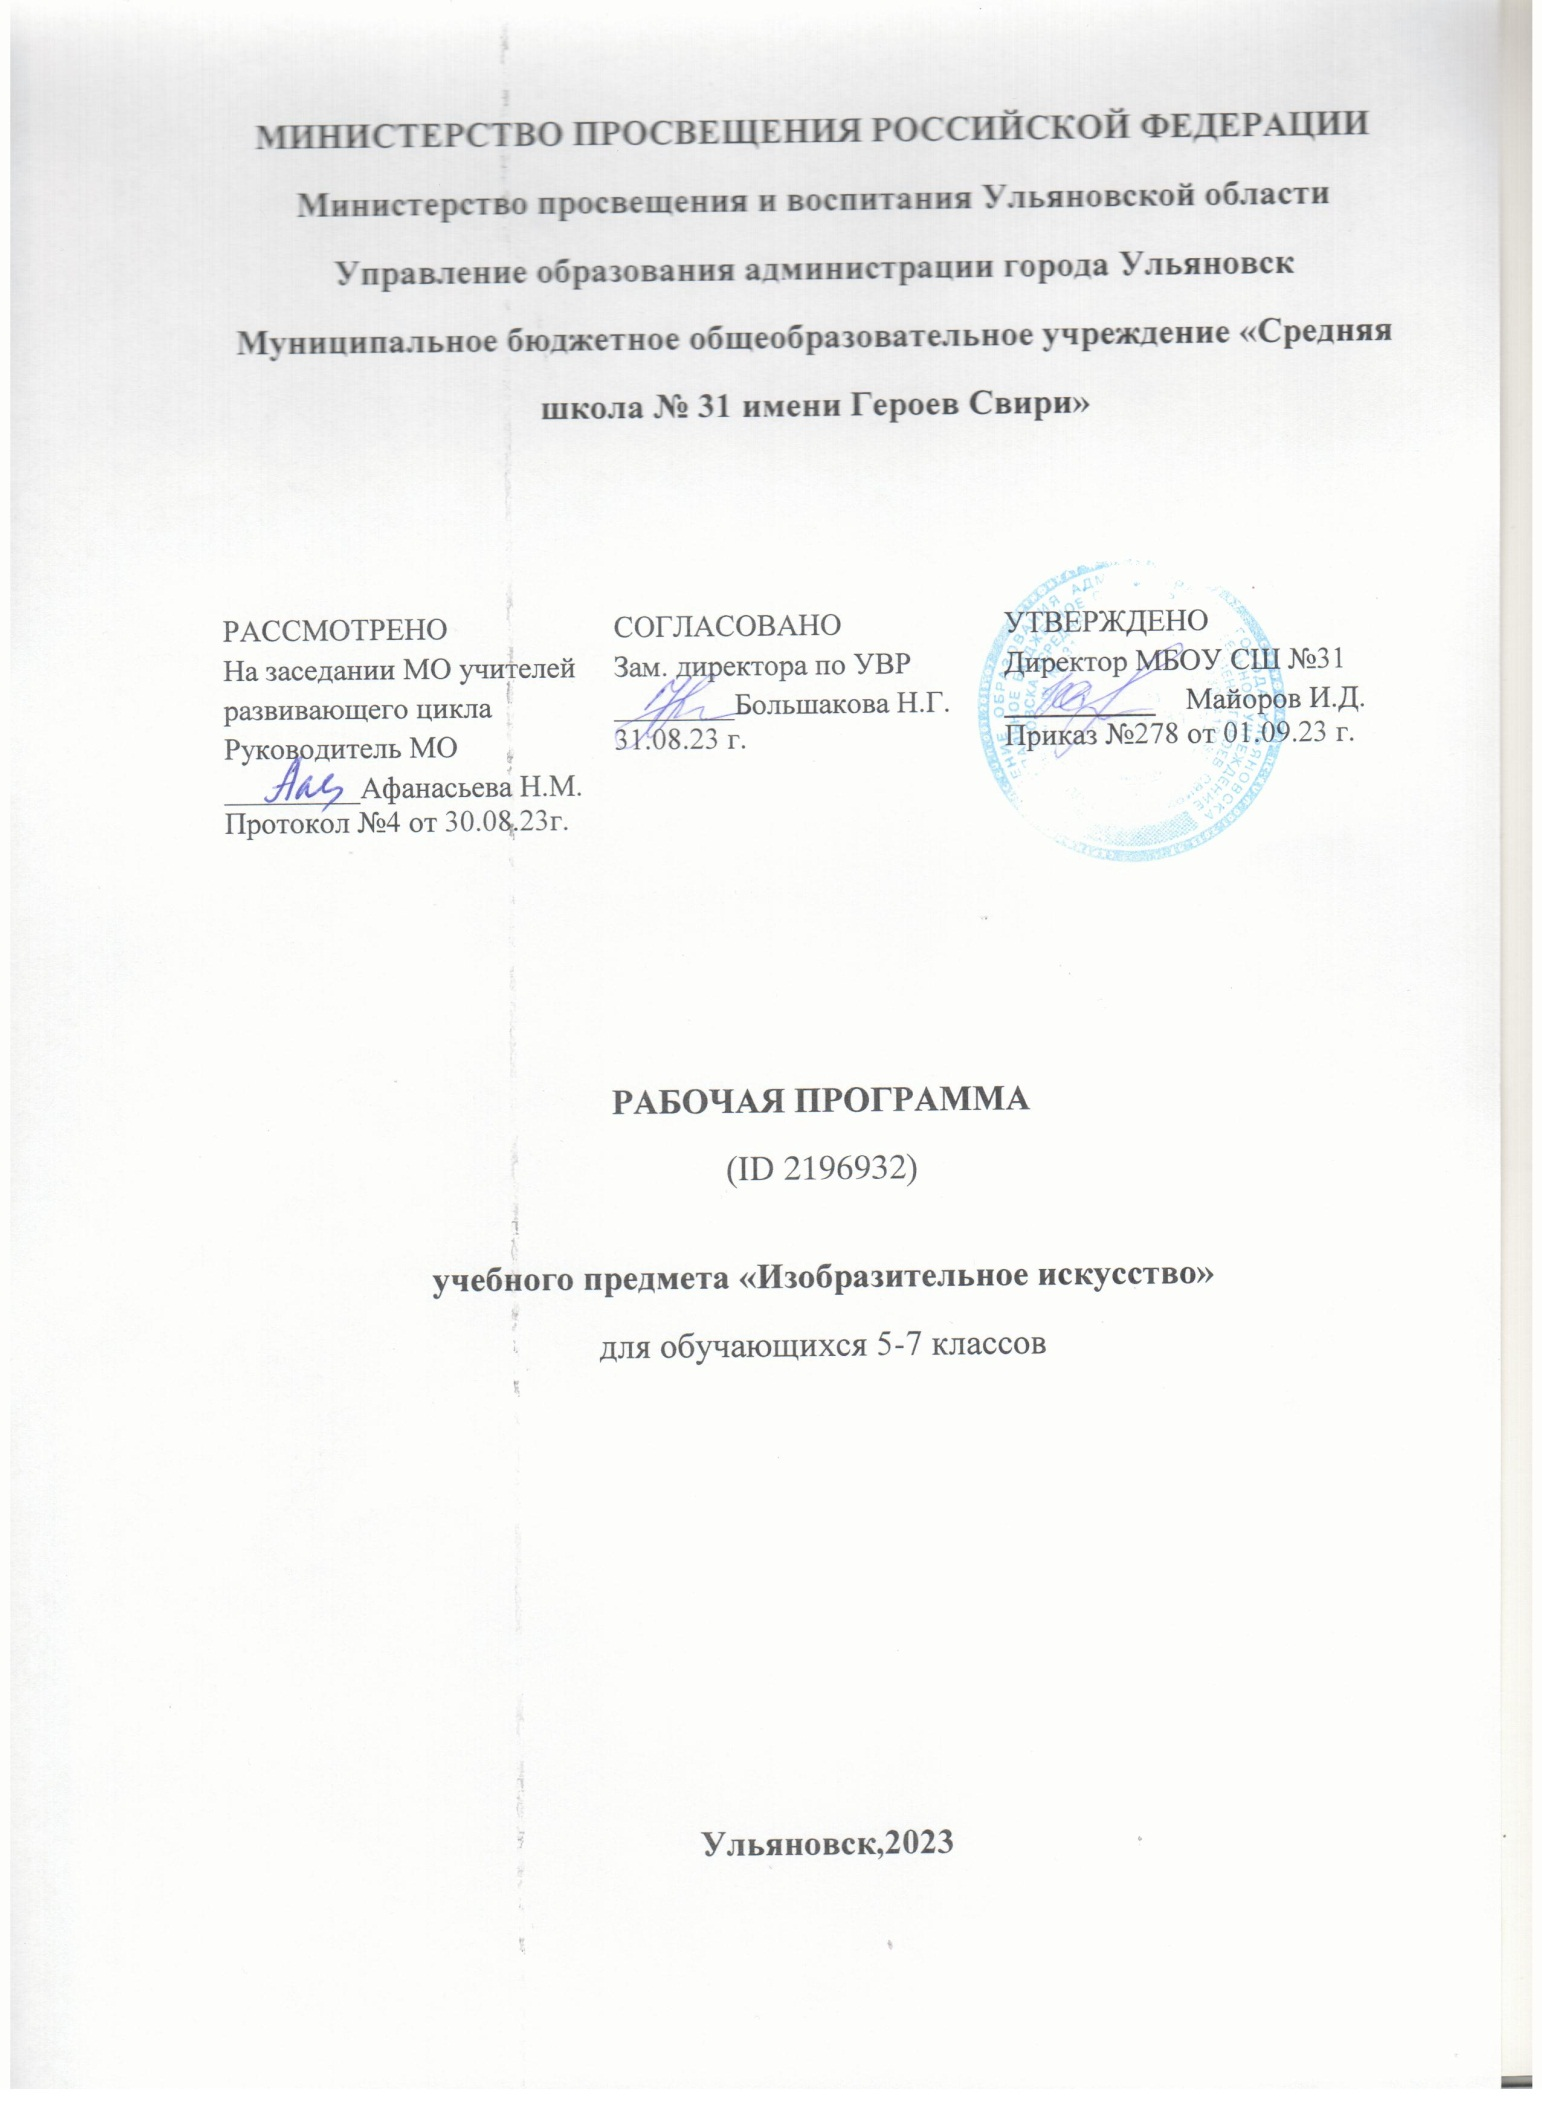 МИНИСТЕРСТВО ПРОСВЕЩЕНИЯ РОССИЙСКОЙ ФЕДЕРАЦИИ
Министерство просвещения и воспитания Ульяновской области
Управление образования администрации города Ульяновск
Муниципальное бюджетное общеобразовательное учреждение «Средняя
школа № 31 имени Героев Свири»
РАССМОТРЕНО
На заседании МО учителей
развивающего цикла
Руководитель МО
__________Афанасьева Н.М.
Протокол №4 от 30.08.23г.
СОГЛАСОВАНО
Зам. директора по УВР
_________Большакова Н.Г.
31.08.23 г.
УТВЕРЖДЕНО
Директор МБОУ СШ №31
___________ Майоров И.Д.
Приказ №278 от 01.09.23 г.
РАБОЧАЯ ПРОГРАММА
(ID 2196932)
учебного предмета «Изобразительное искусство»
для обучающихся 5-7 классов
Ульяновск,2023